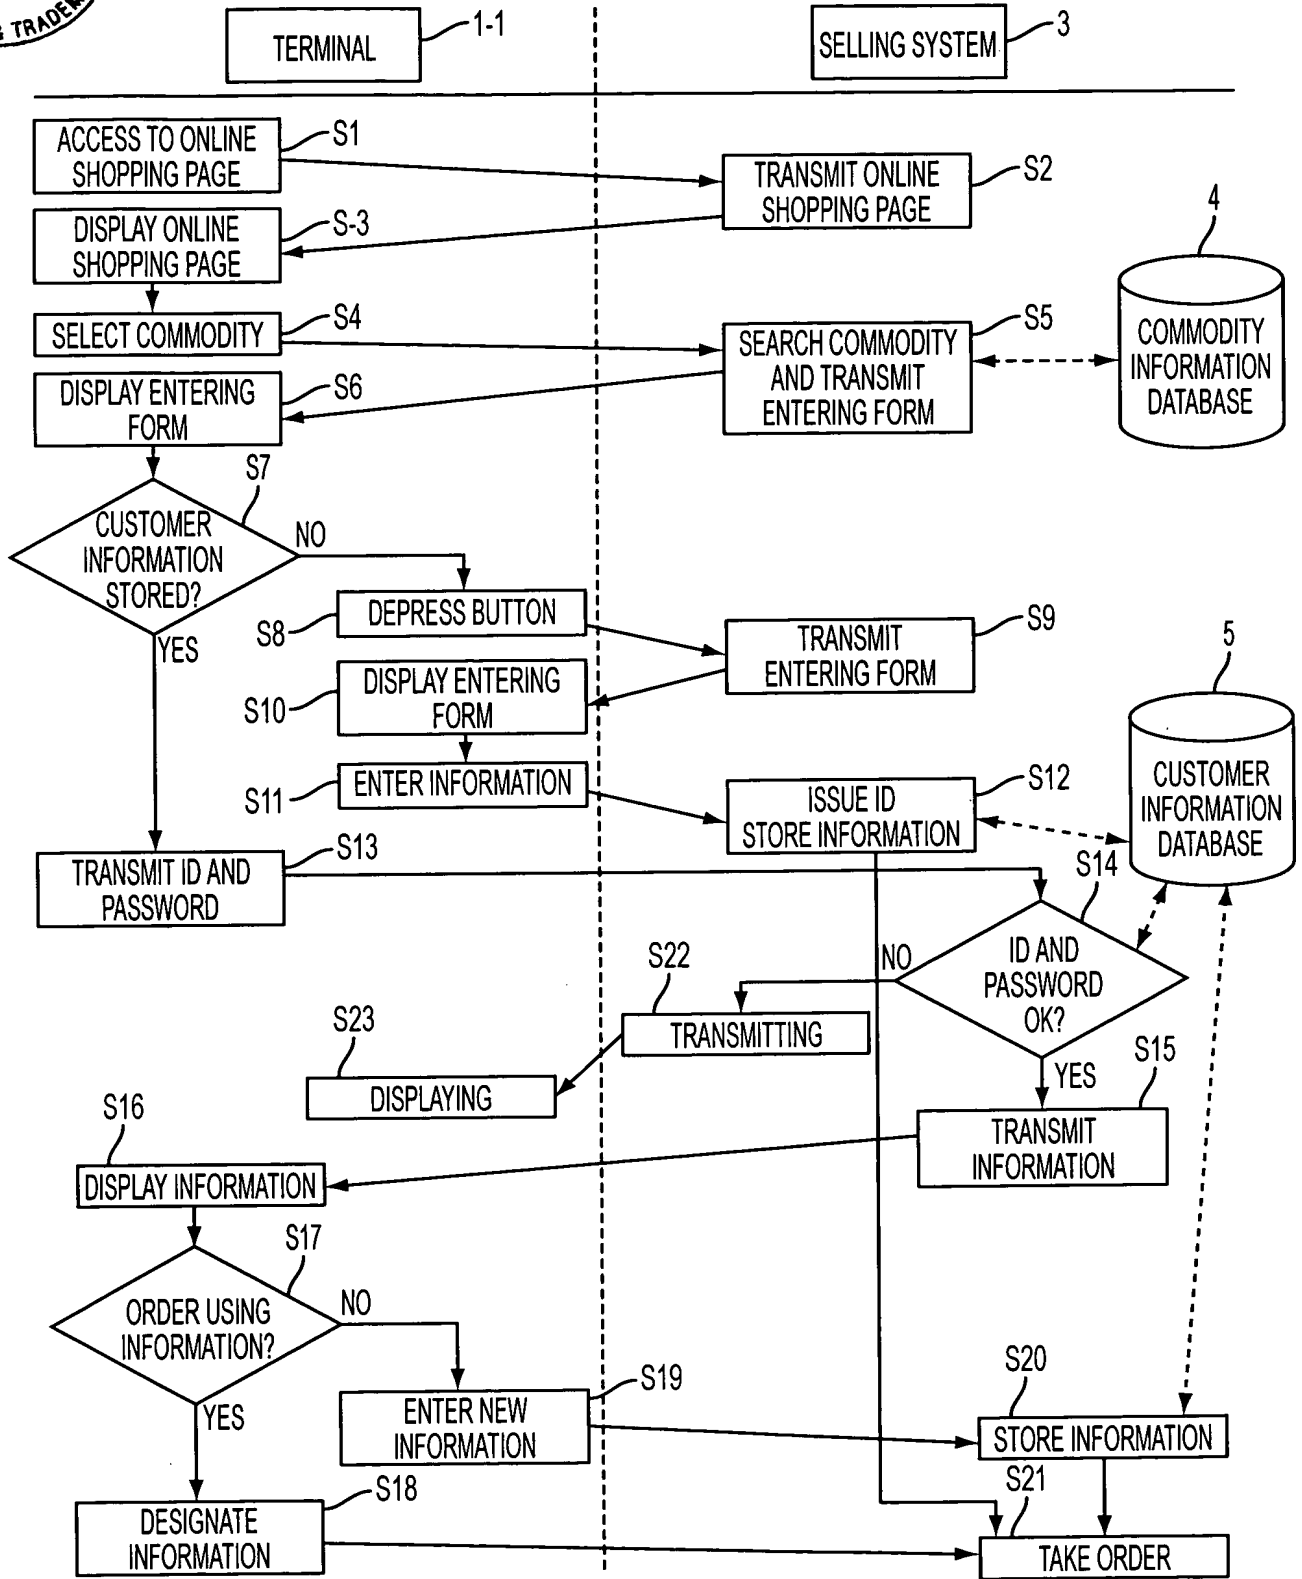 & TRADEM
TERMINAL
1-1
SELLING SYSTEM
3
ACCESS TO ONLINE
SHOPPING PAGE
S1
TRANSMIT ONLINE
SHOPPING PAGE
S2
DISPLAY ONLINE
SHOPPING PAGE
S-3
4
SELECT COMMODITY
S4
SEARCH COMMODITY
AND TRANSMIT
ENTERING FORM
S5
COMMODITY
INFORMATION
DATABASE
DISPLAY ENTERING
FORM
S6
S7
CUSTOMER
INFORMATION
STORED?
NO
YES
S8
DEPRESS BUTTON
TRANSMIT
ENTERING FORM
S9
5
S10
DISPLAY ENTERING
FORM
S11
ENTER INFORMATION
ISSUE ID
STORE INFORMATION
S12
CUSTOMER
INFORMATION
DATABASE
TRANSMIT ID AND
PASSWORD
S13
S14
ID AND
PASSWORD
OK?
NO
YES
S22
TRANSMITTING
S23
DISPLAYING
S15
TRANSMIT
INFORMATION
S16
DISPLAY INFORMATION
S17
ORDER USING
INFORMATION?
NO
YES
ENTER NEW
INFORMATION
S19
S20
STORE INFORMATION
DESIGNATE
INFORMATION
S18
S21
TAKE ORDER